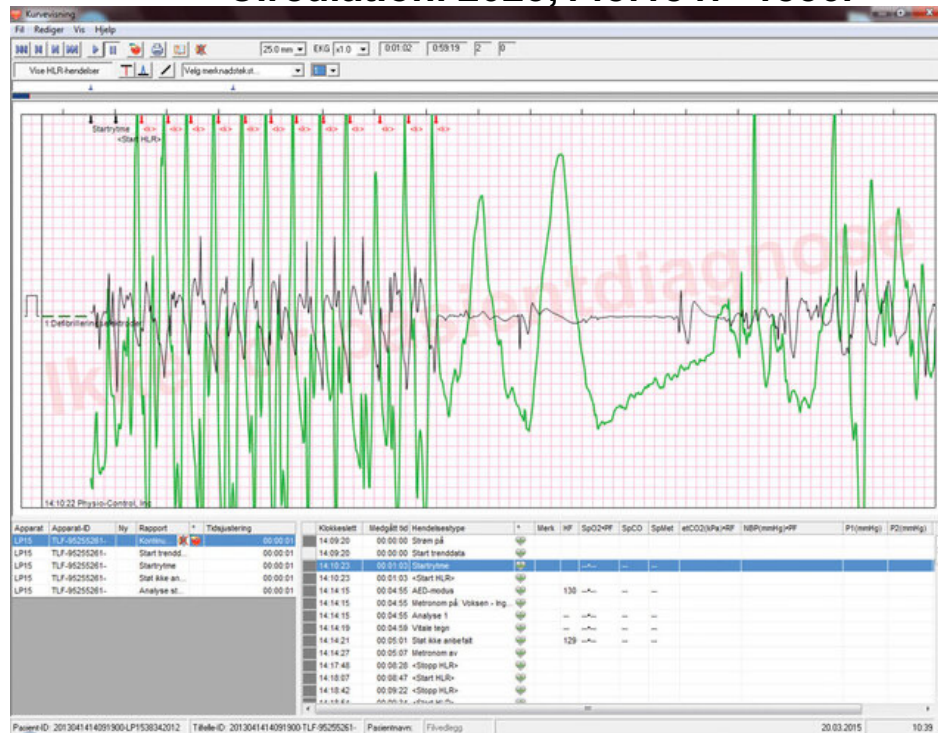 Kurvevisning
Fil Rediger Vis Hjelp
25.0 mm EKG x1.0 0:01:02 0:59:19 2 0
Vise HLR-hendelser Velg merknadstekst...
Startrytme
<Start HLR>
14:10:22 Physio-Control, Inc
Apparat Apparat-ID Ny Rapport * Tidsjustering
LP15 TLF-95255261- Kontinu... 00:00:01
LP15 TLF-95255261- Start trendd... 00:00:01
LP15 TLF-95255261- Startrytme 00:00:01
LP15 TLF-95255261- Støt ikke an... 00:00:01
LP15 TLF-95255261- Analyse st... 00:00:01
Klokkeslett Medgått tid Hendelsestype * Merk HF SpO2•PF SpCO SpMet etCO2(kPa)•RF NBP(mmHg)•PF P1(mmHg) P2(mmHg)
14:09:20 00:00:00 Strøm på
14:09:20 00:00:00 Start trenddata
14:10:23 00:01:03 Startrytme --^-- -- --
14:10:23 00:01:03 <Start HLR>
14:14:15 00:04:55 AED-modus 130 --^-- -- --
14:14:15 00:04:55 Metronom på: Voksen - Ing...
14:14:15 00:04:55 Analyse 1 -- --^-- -- --
14:14:19 00:04:59 Vitale tegn -- --^-- -- --
14:14:21 00:05:01 Støt ikke anbefalt 129 --^-- -- --
14:14:27 00:05:07 Metronom av
14:17:48 00:08:28 <Stopp HLR>
14:18:07 00:08:47 <Start HLR>
14:18:42 00:09:22 <Stopp HLR>
Pasient-ID: 2013041414091900-LP1538342012 Tilfelle-ID: 2013041414091900-TLF-95255261- Pasientnavn: Filvedlegg 20.03.2015 10:39